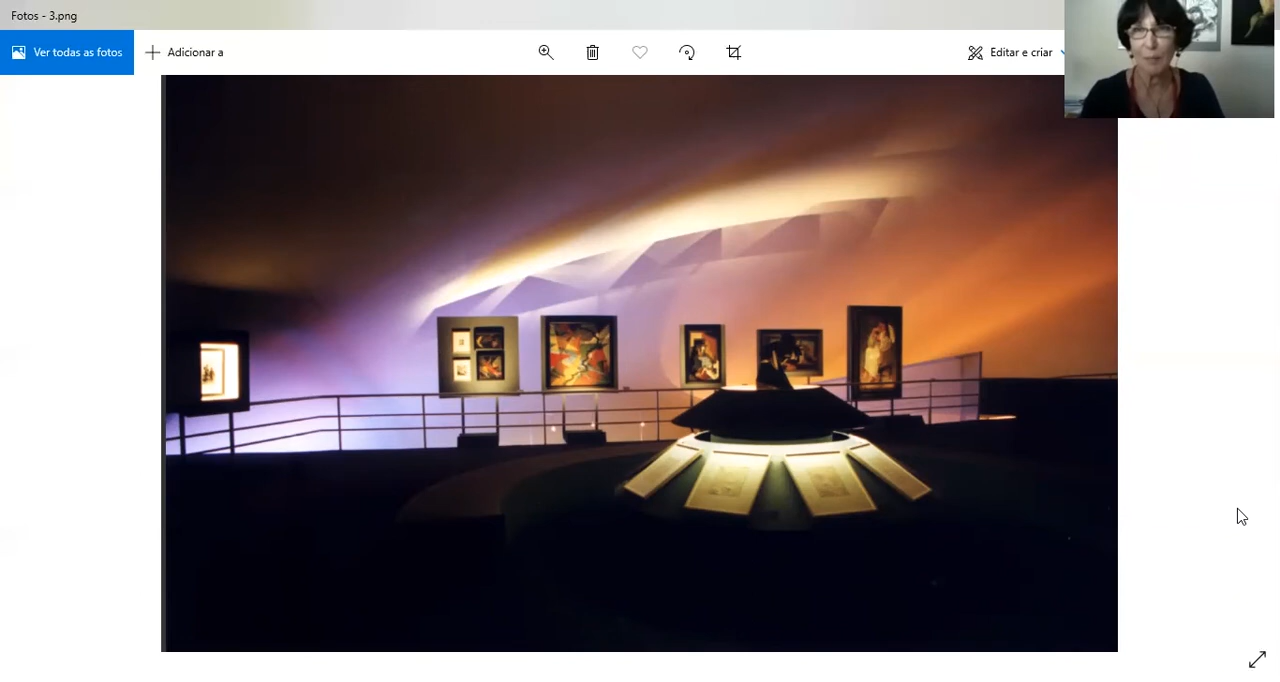 Fotos - 3.png
Ver todas as fotos
Adicionar a
Editar e criar